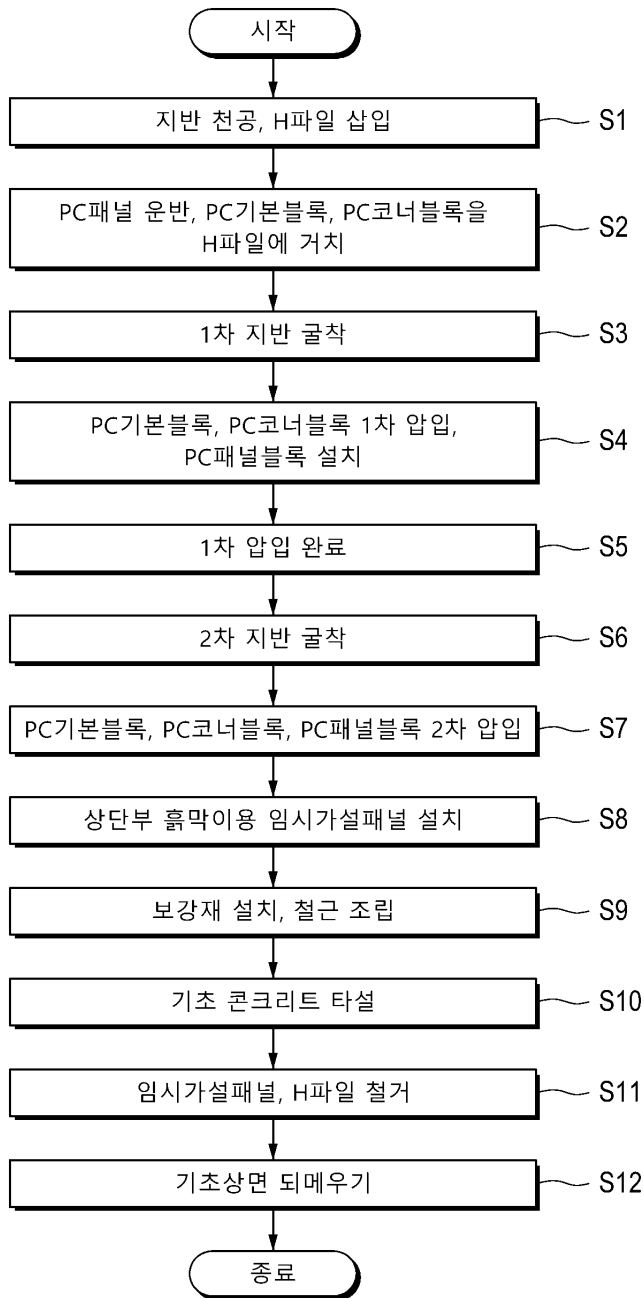 시작
지반 천공, H파일 삽입
S1
PC패널 운반, PC기본블록, PC코너블록을
H파일에 거치
S2
1차 지반 굴착
S3
PC기본블록, PC코너블록 1차 압입,
PC패널블록 설치
S4
1차 압입 완료
S5
2차 지반 굴착
S6
PC기본블록, PC코너블록, PC패널블록 2차 압입
S7
상단부 흙막이용 임시가설패널 설치
S8
보강재 설치, 철근 조립
S9
기초 콘크리트 타설
S10
임시가설패널, H파일 철거
S11
기초상면 되메우기
S12
종료